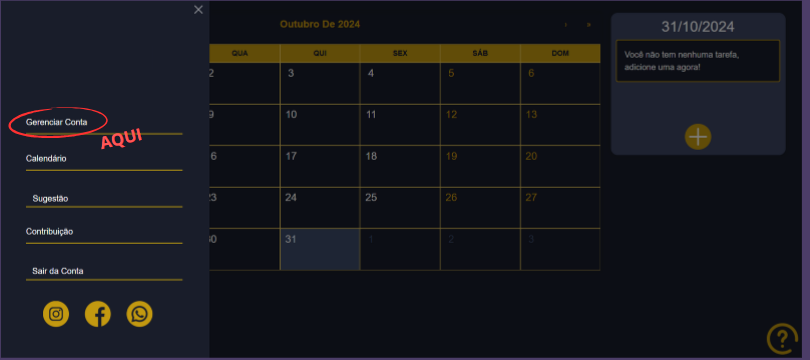 ×
Gerenciar Conta
AQUI
Calendário
Sugestão
Contribuição
Sair da Conta
Outubro De 2024
‹ »
QUA QUI SEX SÁB DOM
2 3 4 5 6
9 10 11 12 13
6 17 18 19 20
23 24 25 26 27
30 31 1 2 3
31/10/2024
Você não tem nenhuma tarefa,
adicione uma agora!
+
?